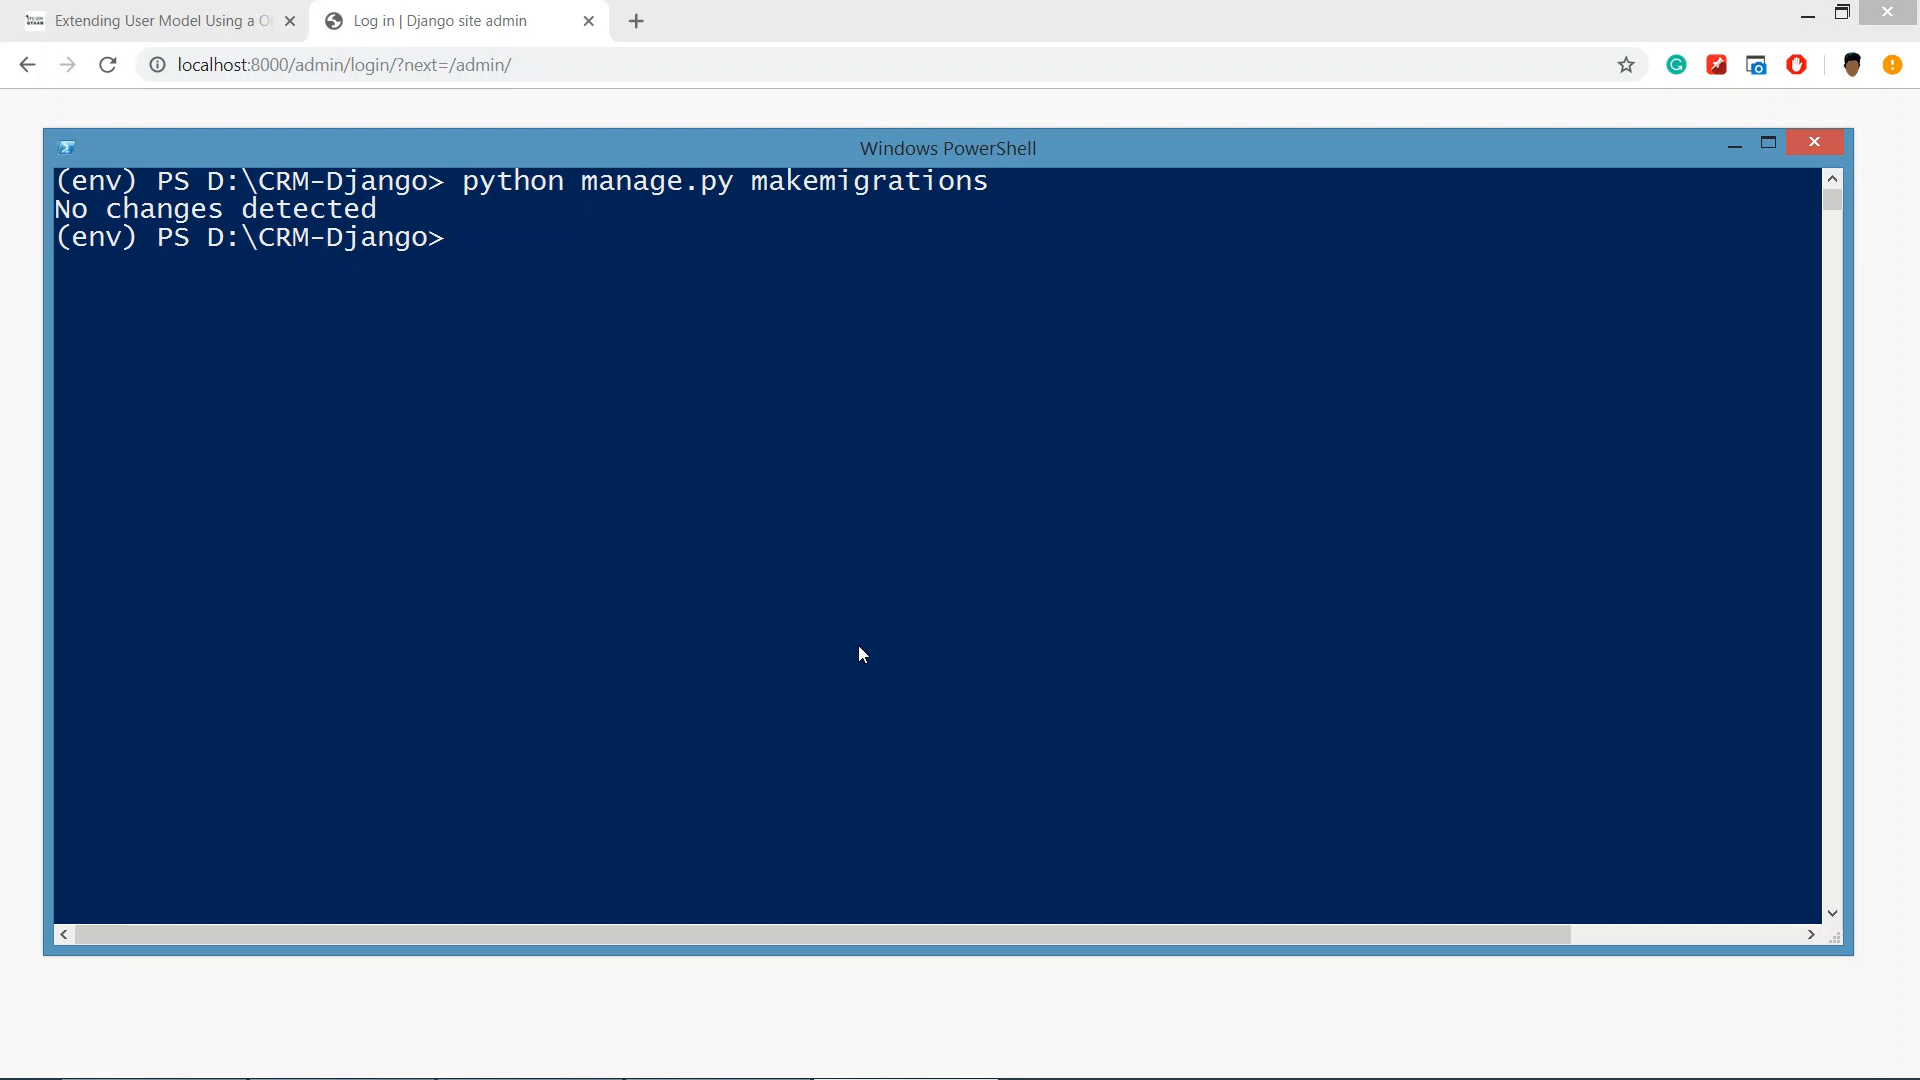 Extending User Model Using a O
Log in | Django site admin
localhost:8000/admin/login/?next=/admin/
Windows PowerShell
(env) PS D:\CRM-Django> python manage.py makemigrations
No changes detected
(env) PS D:\CRM-Django>